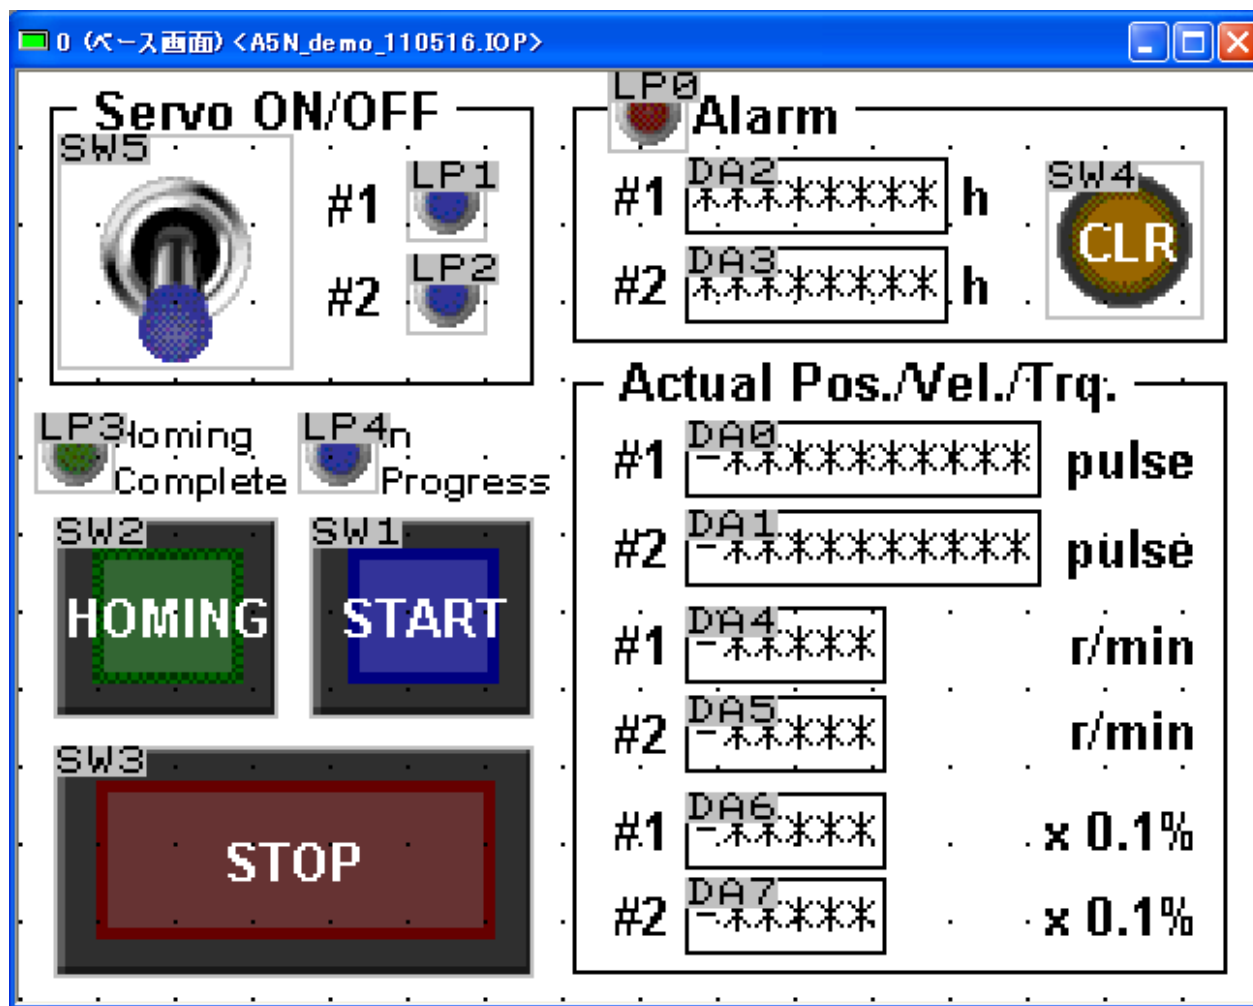 0 (ベース画面) <A5N_demo_110516.IOP>
Servo ON/OFF
SW5
#1
LP1
#2
LP2
LP0
Alarm
#1
DA2
********
h
SW4
CLR
#2
DA3
********
h
LP3
Homing
Complete
LP4
In
Progress
SW2
HOMING
SW1
START
SW3
STOP
Actual Pos./Vel./Trq.
#1
DA0
-**********
pulse
#2
DA1
-**********
pulse
#1
DA4
-*****
r/min
#2
DA5
-*****
r/min
#1
DA6
-*****
x 0.1%
#2
DA7
-*****
x 0.1%